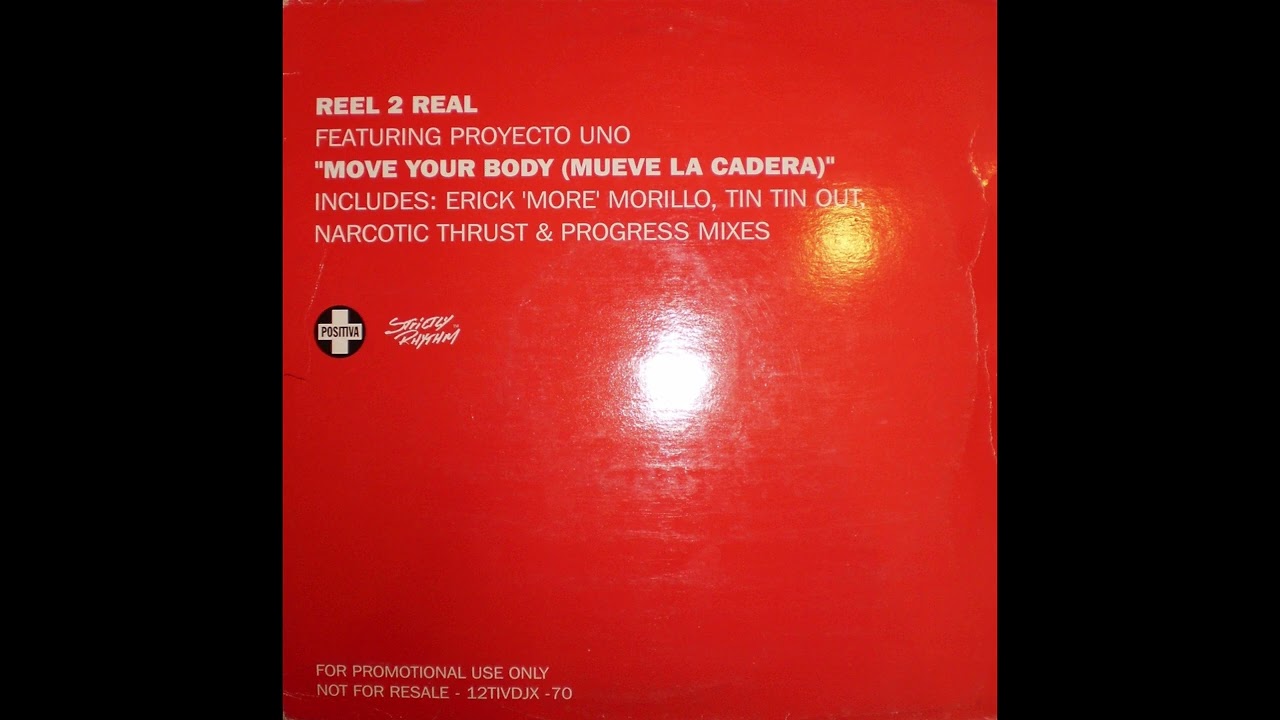 REEL 2 REAL
FEATURING PROYECTO UNO
"MOVE YOUR BODY (MUEVE LA CADERA)"
INCLUDES: ERICK 'MORE' MORILLO, TIN TIN OUT,
NARCOTIC THRUST & PROGRESS MIXES
POSITIVA
STRICTLY
RHYTHM™
FOR PROMOTIONAL USE ONLY
NOT FOR RESALE - 12TIVDJX -70